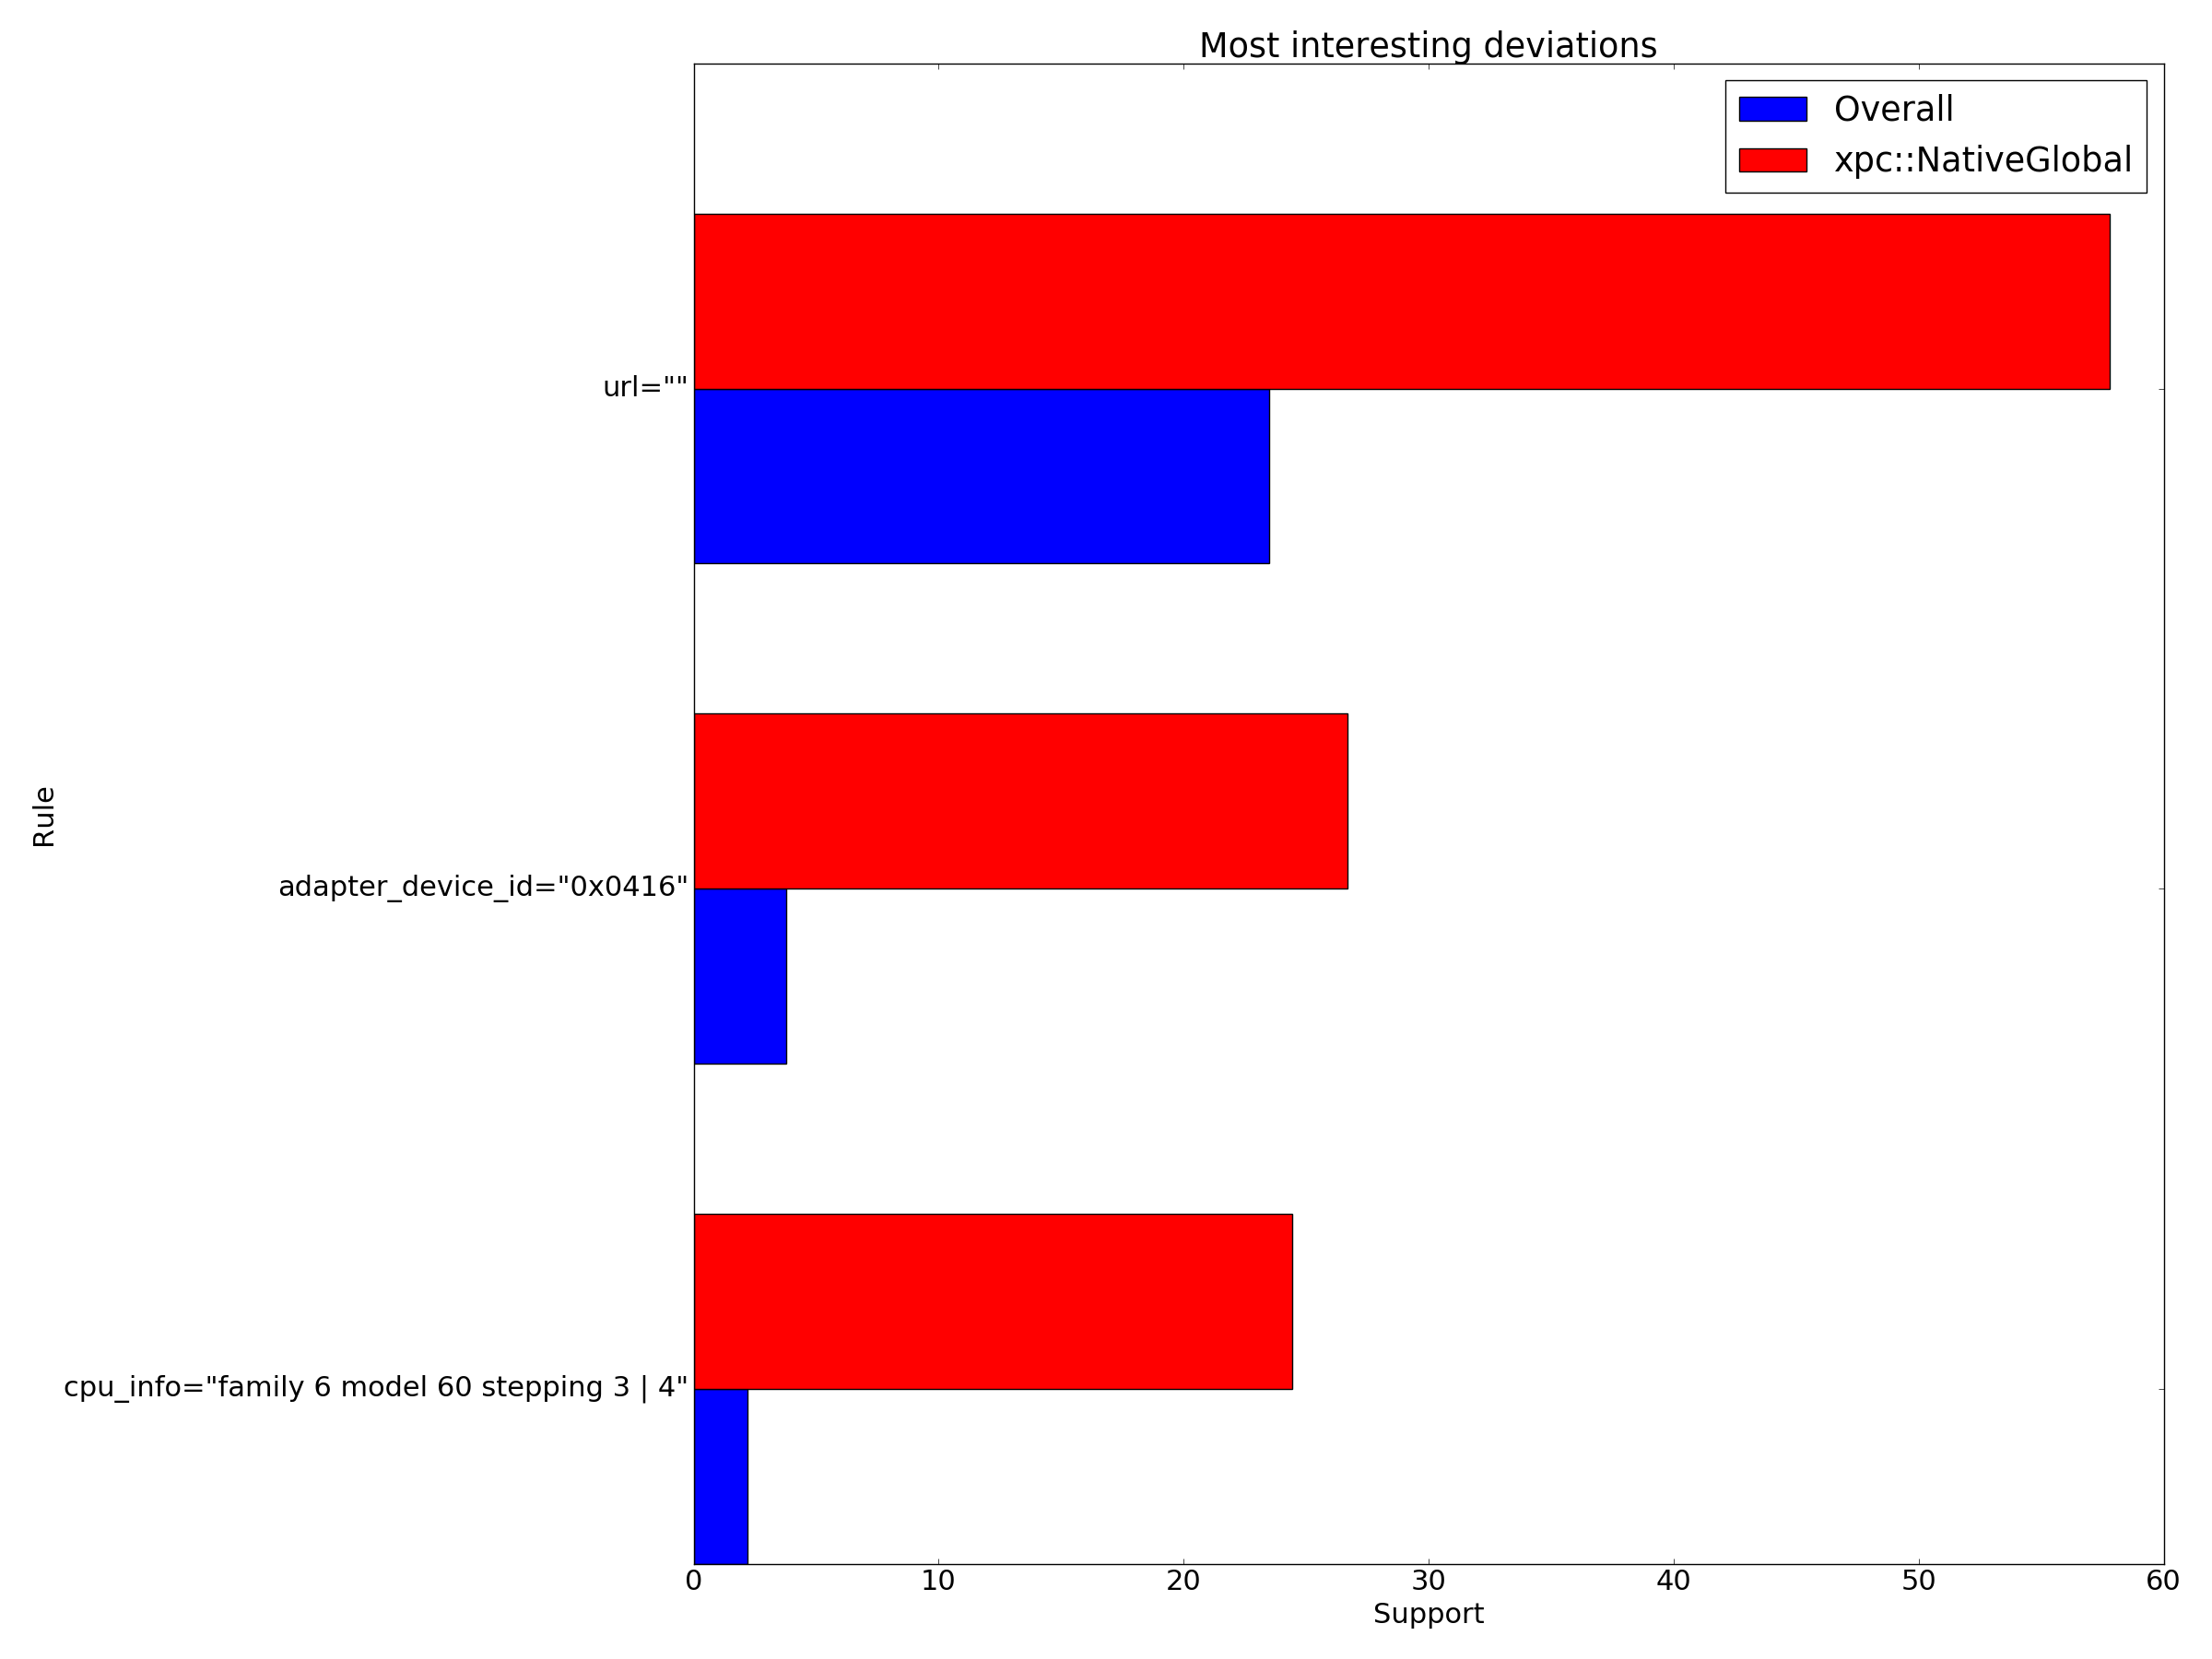 Most interesting deviations
Overall
xpc::NativeGlobal
url=""
adapter_device_id="0x0416"
cpu_info="family 6 model 60 stepping 3 | 4"
Rule
0 10 20 30 40 50 60
Support